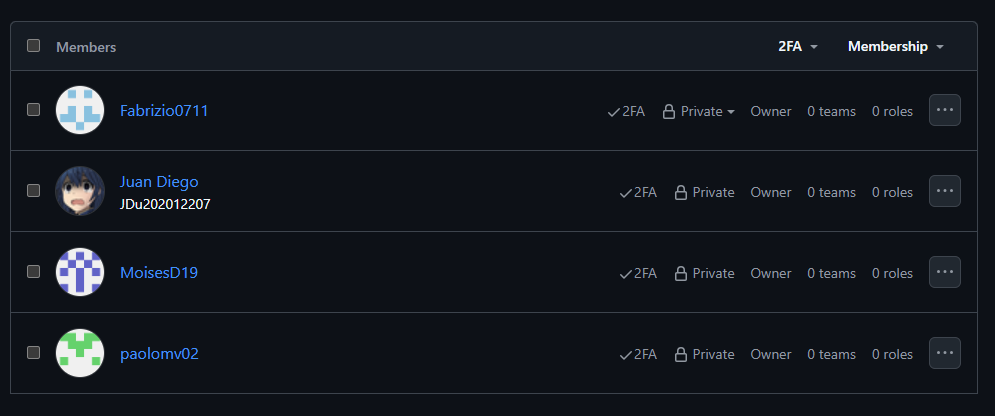 Members 2FA Membership
Fabrizio0711 2FA Private Owner 0 teams 0 roles
Juan Diego
JDu202012207 2FA Private Owner 0 teams 0 roles
MoisesD19 2FA Private Owner 0 teams 0 roles
paolomv02 2FA Private Owner 0 teams 0 roles